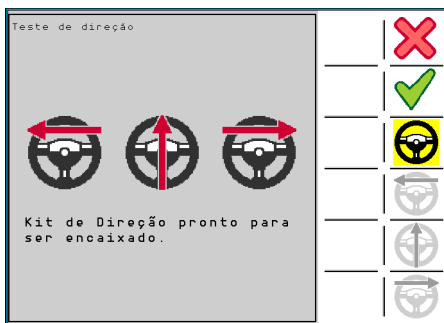 Teste de direção
Kit de Direção pronto para
ser encaixado.